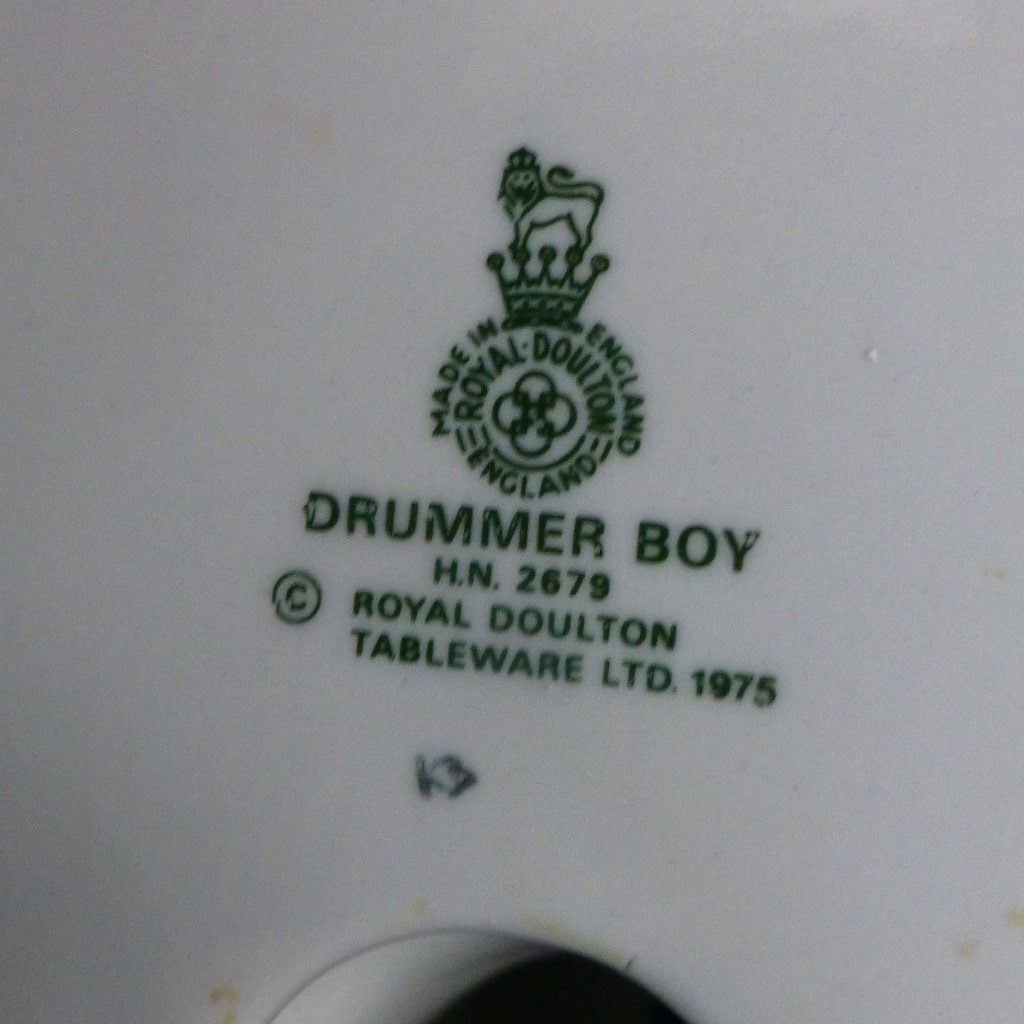 MADE IN ENGLAND
ROYAL·DOULTON
ENGLAND
DRUMMER BOY
H.N. 2679
© ROYAL DOULTON
TABLEWARE LTD. 1975